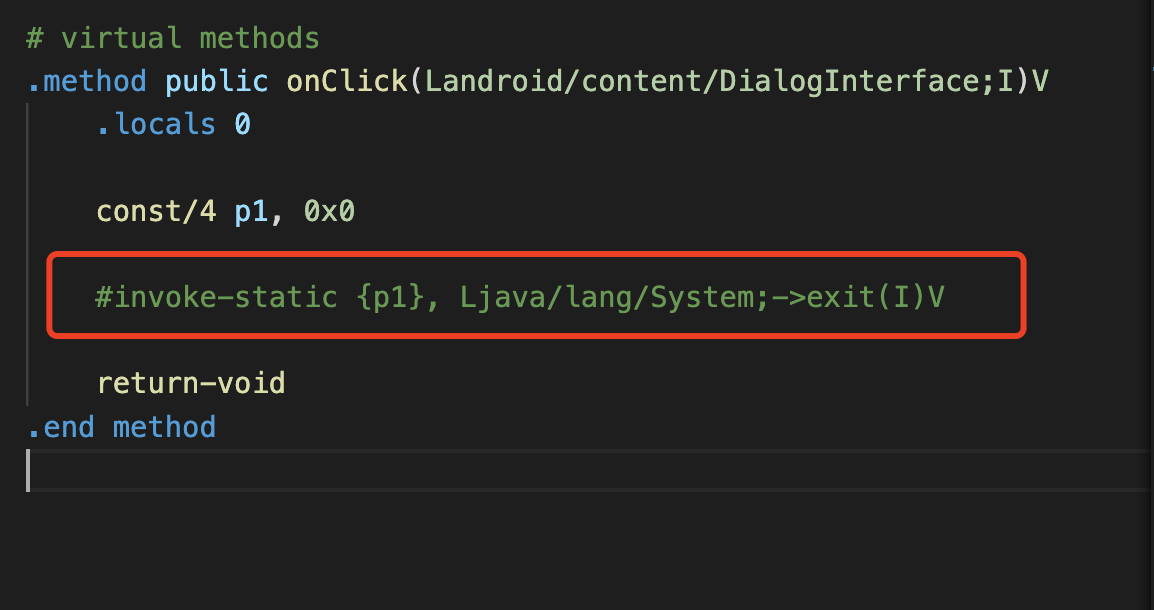 # virtual methods
.method public onClick(Landroid/content/DialogInterface;I)V
.locals 0
const/4 p1, 0x0
#invoke-static {p1}, Ljava/lang/System;->exit(I)V
return-void
.end method